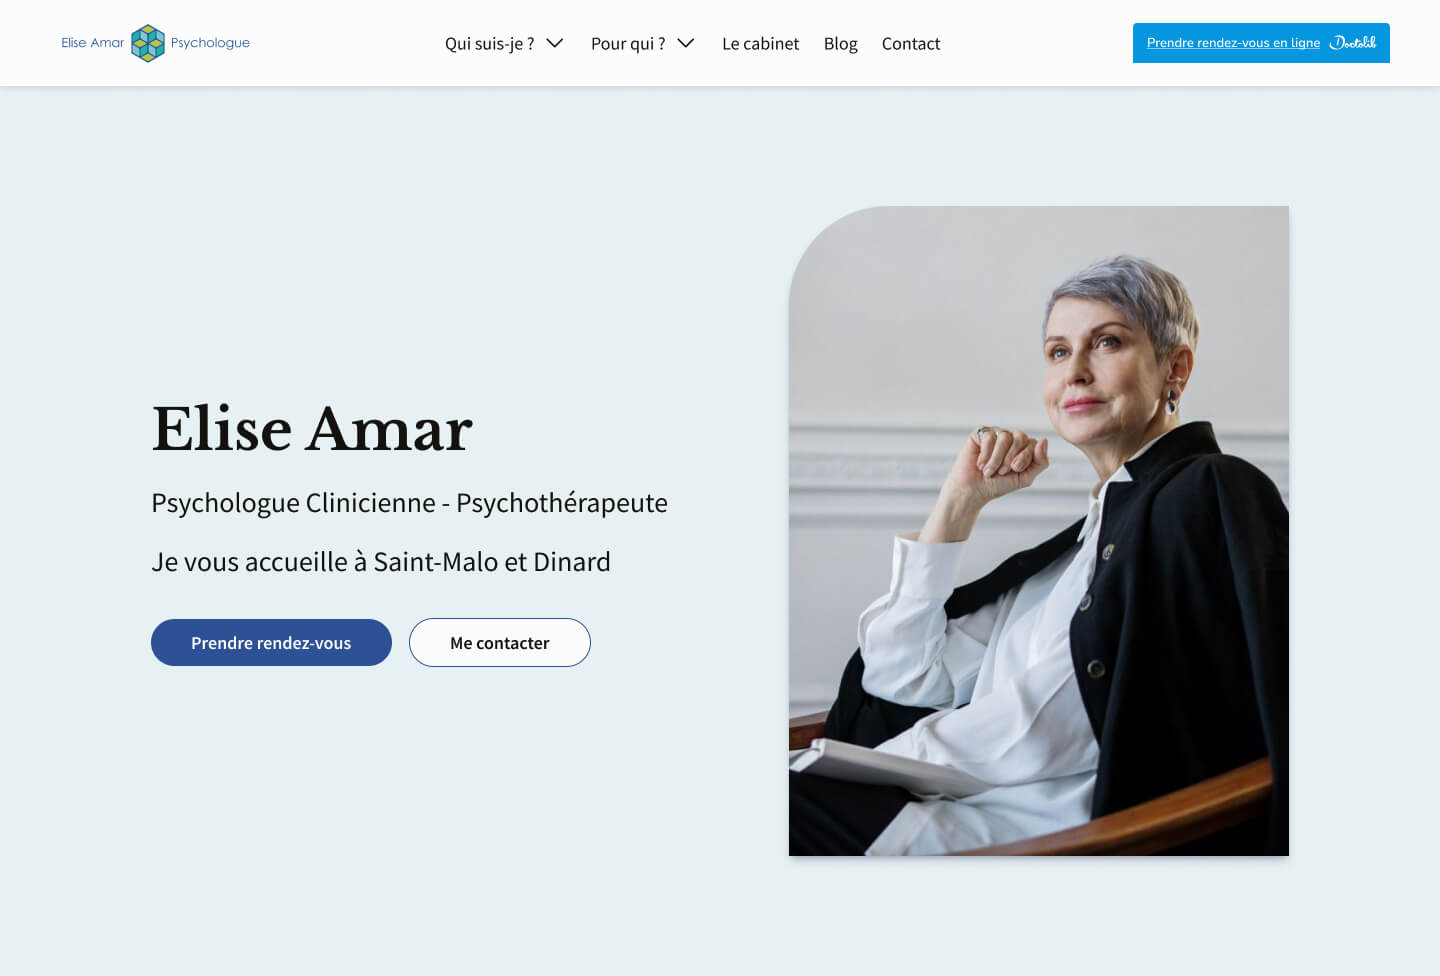 Elise Amar Psychologue
Qui suis-je ? Pour qui ? Le cabinet Blog Contact
Prendre rendez-vous en ligne Doctolib
Elise Amar
Psychologue Clinicienne - Psychothérapeute
Je vous accueille à Saint-Malo et Dinard
Prendre rendez-vous Me contacter